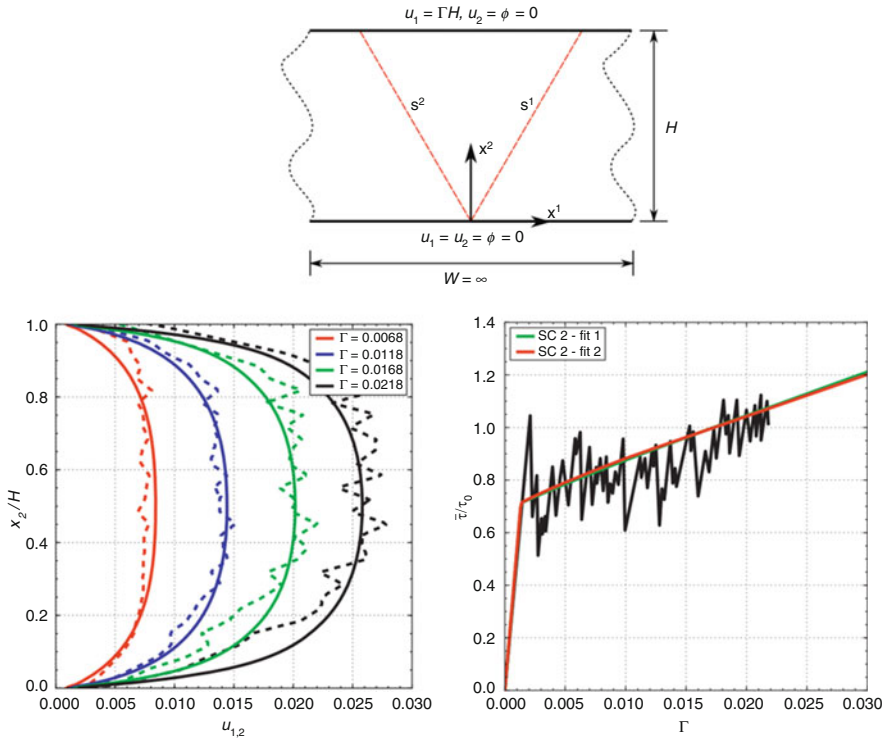 u₁ = ΓH, u₂ = ϕ = 0
s²
s¹
H
x²
x¹
u₁ = u₂ = ϕ = 0
W = ∞
1.0
0.8
0.6
0.4
0.2
0.0
x₂/H
Γ = 0.0068
Γ = 0.0118
Γ = 0.0168
Γ = 0.0218
0.000
0.005
0.010
0.015
0.020
0.025
0.030
u₁,₂
1.4
1.2
1.0
0.8
0.6
0.4
0.2
0.0
τ̄/τ₀
SC 2 - fit 1
SC 2 - fit 2
0.000
0.005
0.010
0.015
0.020
0.025
0.030
Γ